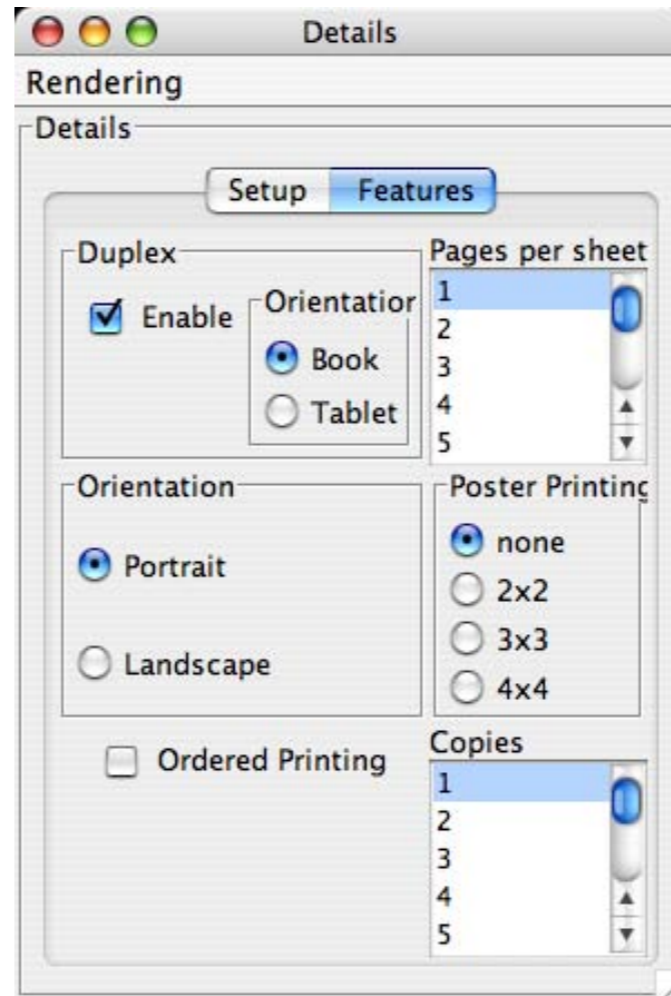 Details
Rendering
Details
Setup Features
Duplex
Enable
Orientatior
Book
Tablet
Pages per sheet
1
2
3
4
5
Orientation
Portrait
Landscape
Poster Printing
none
2x2
3x3
4x4
Ordered Printing
Copies
1
2
3
4
5